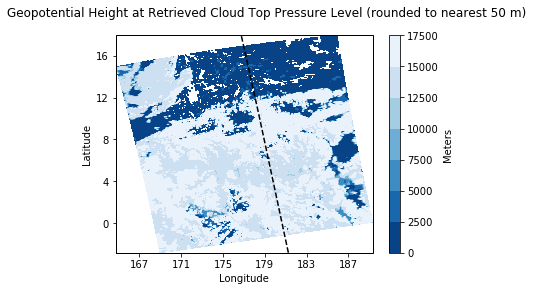 Geopotential Height at Retrieved Cloud Top Pressure Level (rounded to nearest 50 m)
17500
15000
12500
10000
7500
5000
2500
0
Meters
16
12
8
4
0
Latitude
167 171 175 179 183 187
Longitude